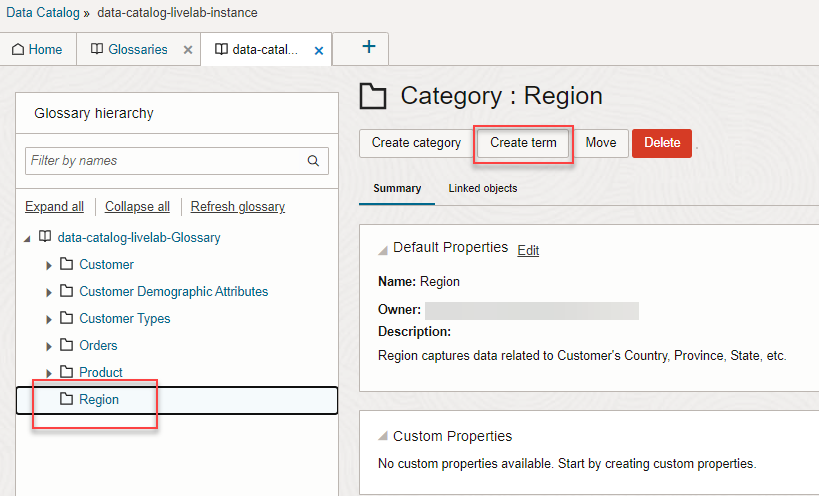 Data Catalog » data-catalog-livelab-instance
Home
Glossaries ×
data-catal... ×
+
Glossary hierarchy
Filter by names
Expand all
Collapse all
Refresh glossary
data-catalog-livelab-Glossary
Customer
Customer Demographic Attributes
Customer Types
Orders
Product
Region
Category : Region
Create category
Create term
Move
Delete
Summary
Linked objects
Default Properties Edit
Name: Region
Owner:
Description:
Region captures data related to Customer's Country, Province, State, etc.
Custom Properties
No custom properties available. Start by creating custom properties.